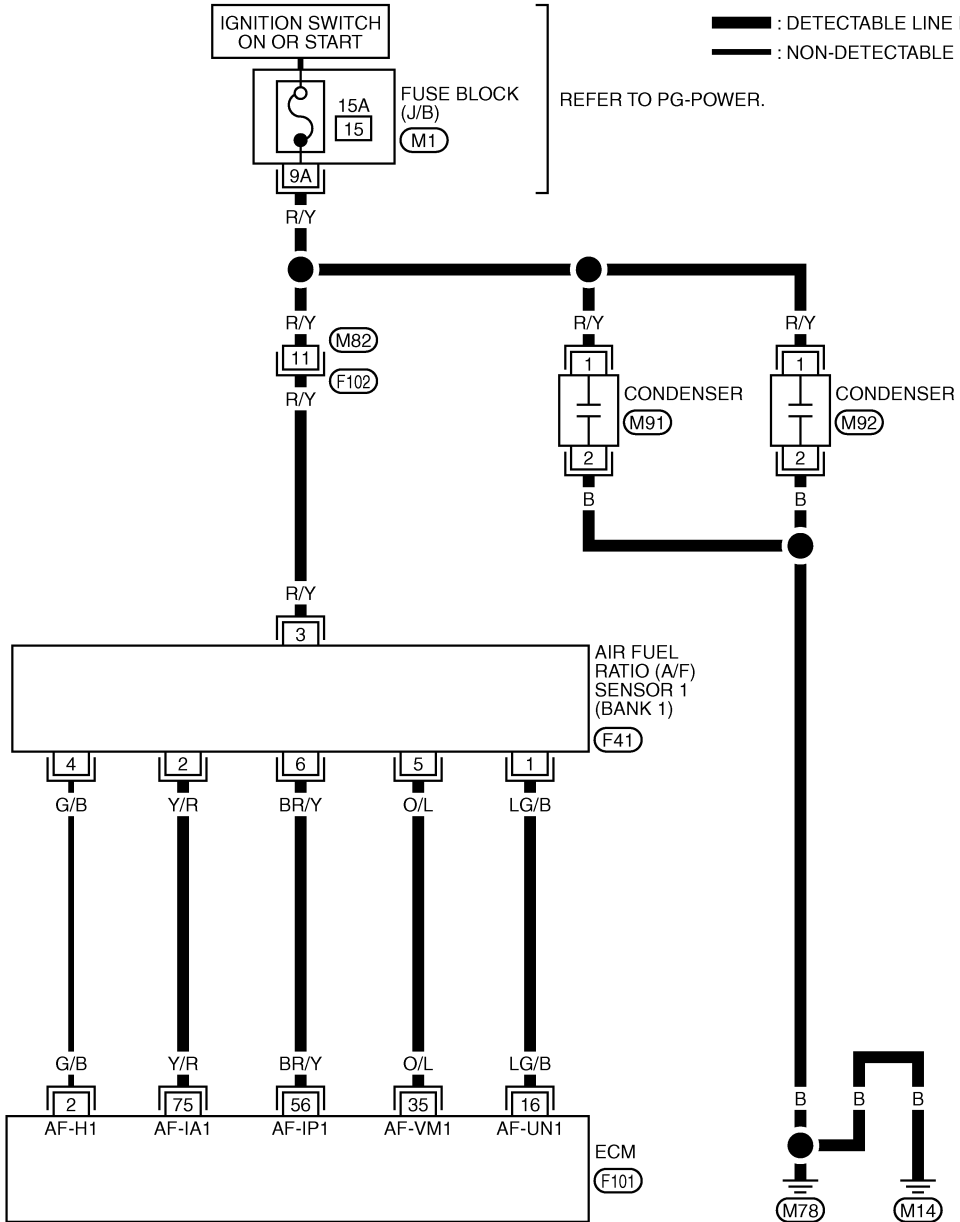 IGNITION SWITCH
ON OR START
: DETECTABLE LINE
: NON-DETECTABLE
15A
15
FUSE BLOCK
(J/B)
M1
REFER TO PG-POWER.
9A
R/Y
R/Y
M82
11
F102
R/Y
R/Y
R/Y
1
1
CONDENSER
M91
CONDENSER
M92
2
2
B
B
R/Y
3
AIR FUEL
RATIO (A/F)
SENSOR 1
(BANK 1)
F41
4 2 6 5 1
G/B Y/R BR/Y O/L LG/B
G/B Y/R BR/Y O/L LG/B
2 75 56 35 16
AF-H1 AF-IA1 AF-IP1 AF-VM1 AF-UN1
ECM
F101
B B B
M78 M14